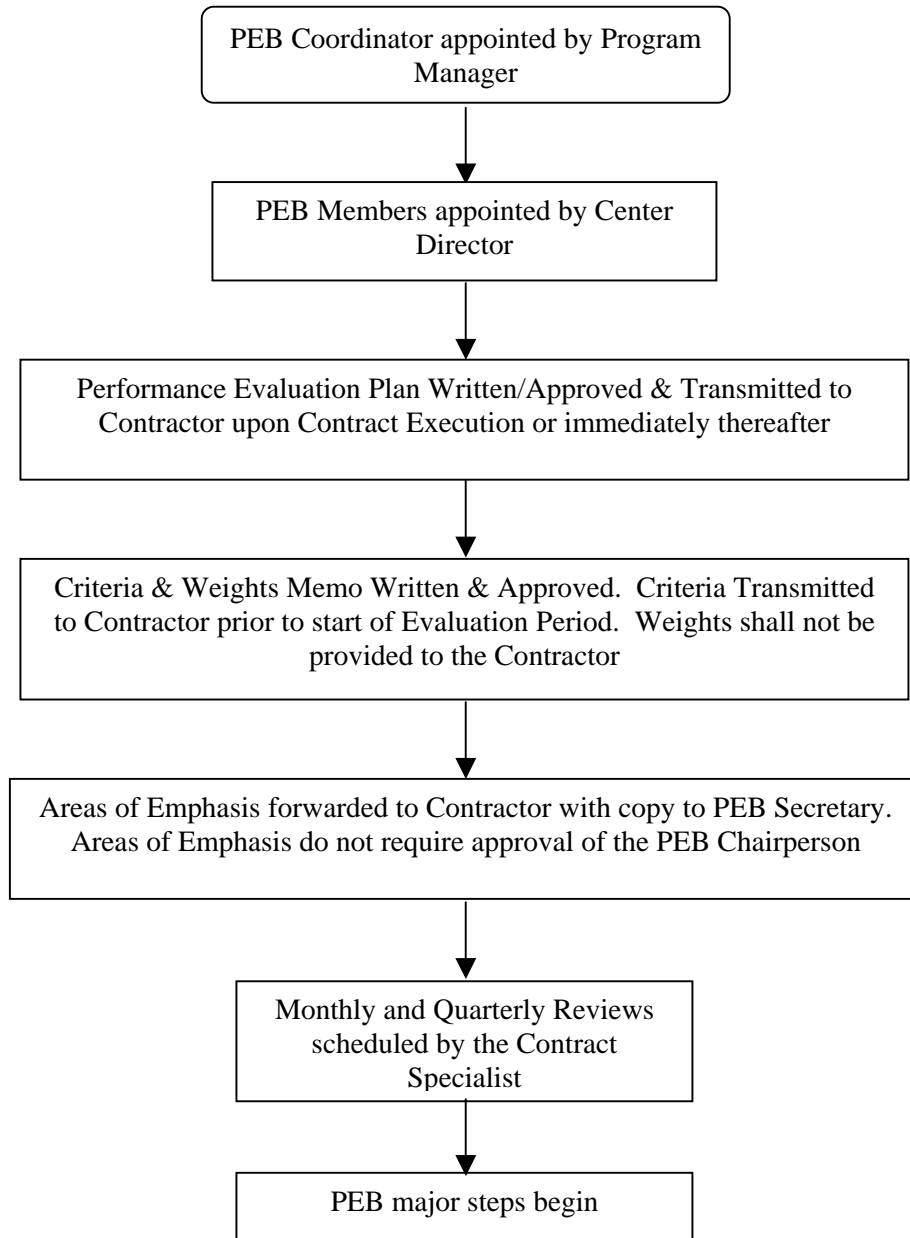 PEB Coordinator appointed by Program
Manager
PEB Members appointed by Center
Director
Performance Evaluation Plan Written/Approved & Transmitted to
Contractor upon Contract Execution or immediately thereafter
Criteria & Weights Memo Written & Approved.  Criteria Transmitted
to Contractor prior to start of Evaluation Period.  Weights shall not be
provided to the Contractor
Areas of Emphasis forwarded to Contractor with copy to PEB Secretary.
Areas of Emphasis do not require approval of the PEB Chairperson
Monthly and Quarterly Reviews
scheduled by the Contract
Specialist
PEB major steps begin